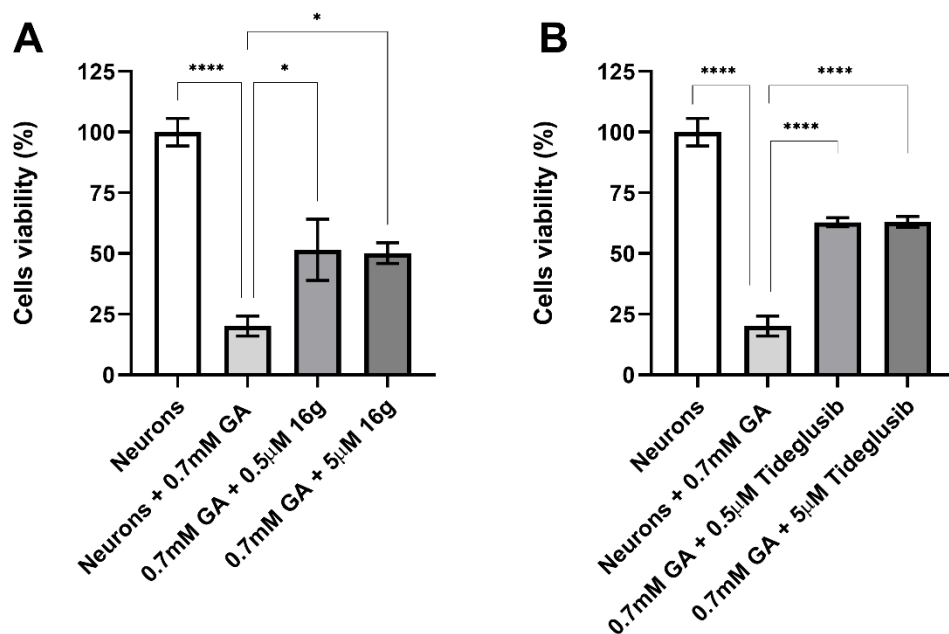 A
*
****
*
Cells viability (%)
125
100
75
50
25
0
Neurons
Neurons + 0.7mM GA
0.7mM GA + 0.5μM 16g
0.7mM GA + 5μM 16g
B
****
****
****
Cells viability (%)
125
100
75
50
25
0
Neurons
Neurons + 0.7mM GA
0.7mM GA + 0.5μM Tideglusib
0.7mM GA + 5μM Tideglusib